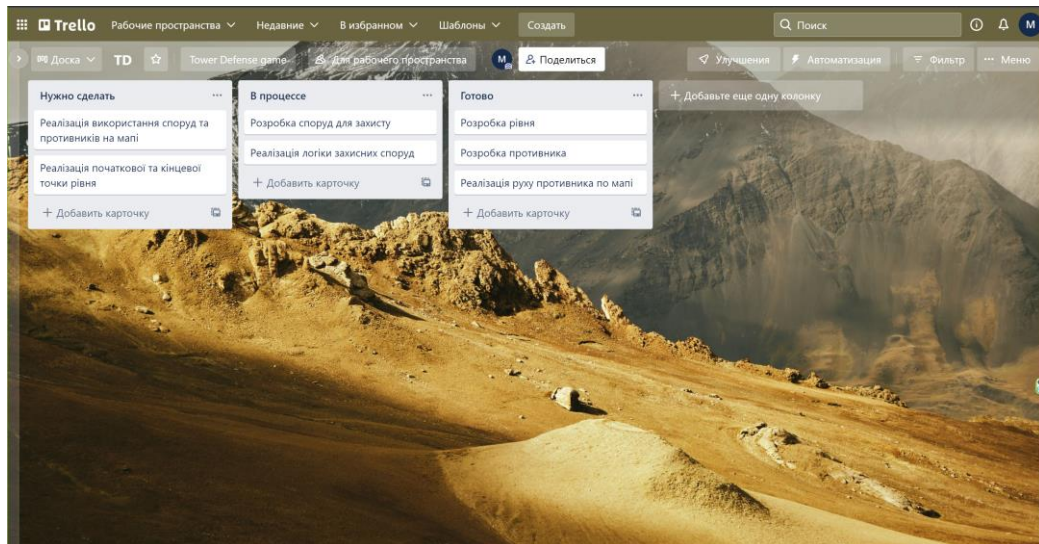 Trello Рабочие пространства Недавние В избранном Шаблоны Создать Поиск М
Доска TD Tower Defense game Для рабочего пространства М Поделиться Улучшения Автоматизация Фильтр Меню
Нужно сделать
Реалізація використання споруд та
противників на мапі
Реалізація початкової та кінцевої
точки рівня
Добавить карточку
В процессе
Розробка споруд для захисту
Реалізація логіки захисних споруд
Добавить карточку
Готово
Розробка рівня
Розробка противника
Реалізація руху противника по мапі
Добавить карточку
Добавьте еще одну колонку